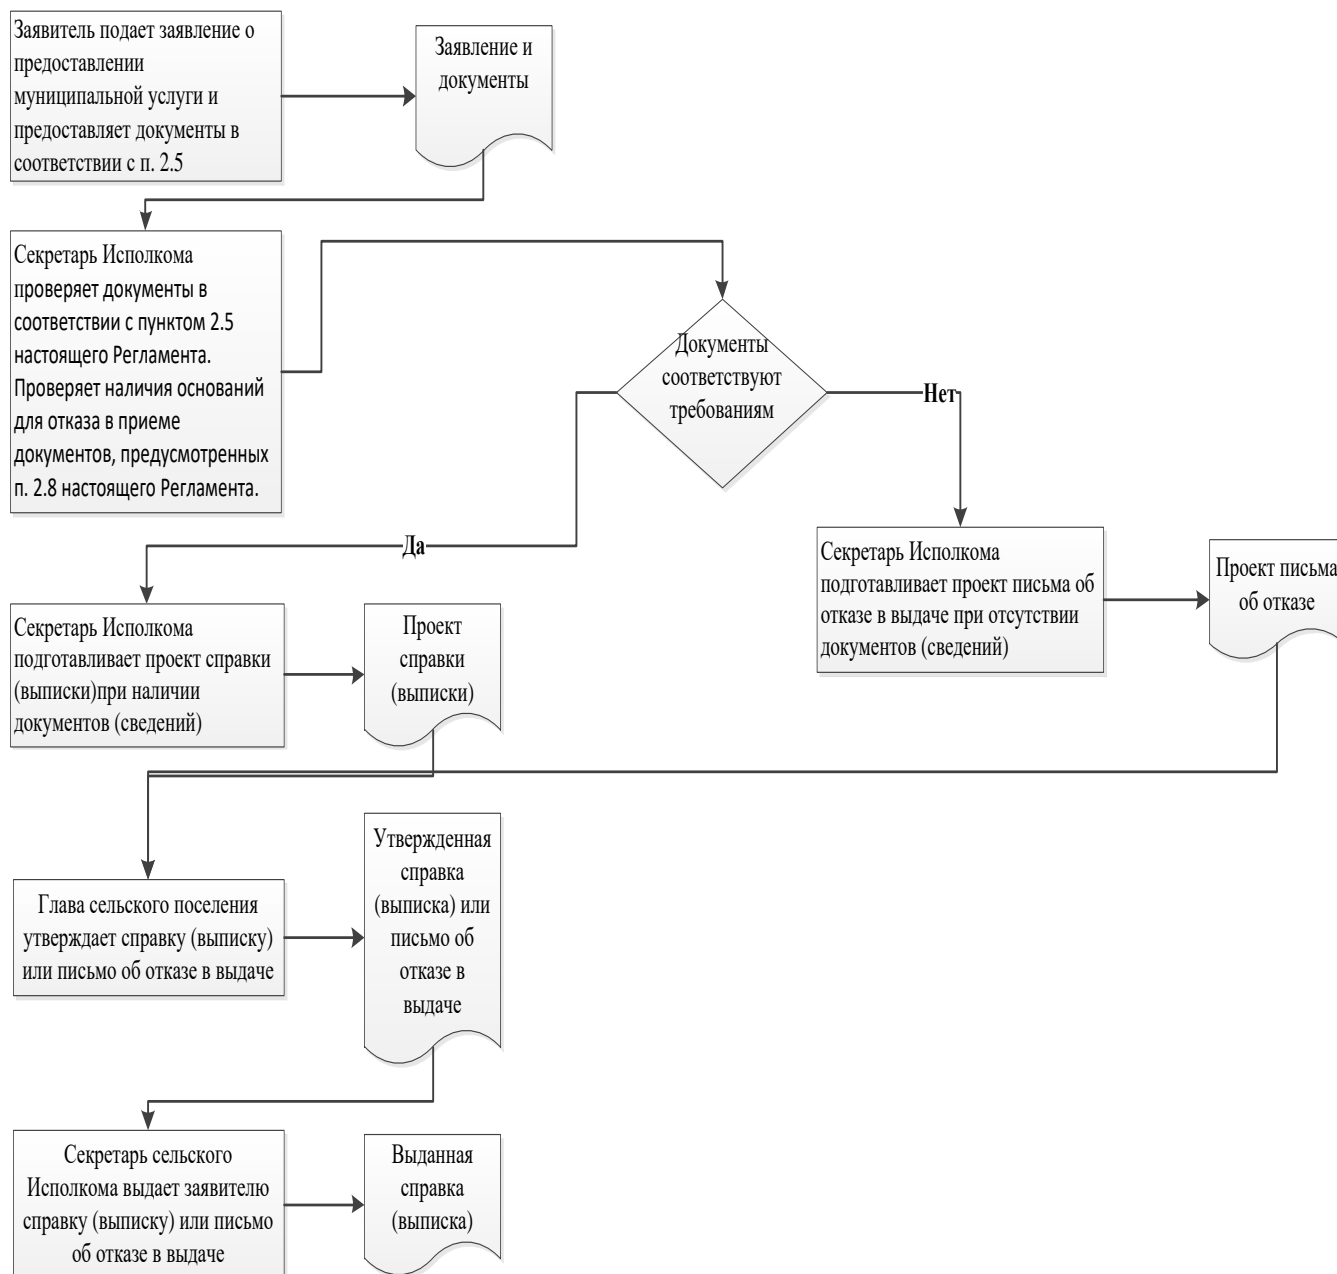 Заявитель подает заявление о
предоставлении
муниципальной услуги и
предоставляет документы в
соответствии с п. 2.5
Заявление и
документы
Секретарь Исполкома
проверяет документы в
соответствии с пунктом 2.5
настоящего Регламента.
Проверяет наличия оснований
для отказа в приеме
документов, предусмотренных
п. 2.8 настоящего Регламента.
Документы
соответствуют
требованиям
Нет
Да
Секретарь Исполкома
подготавливает проект письма об
отказе в выдаче при отсутствии
документов (сведений)
Проект письма
об отказе
Секретарь Исполкома
подготавливает проект справки
(выписки)при наличии
документов (сведений)
Проект
справки
(выписки)
Глава сельского поселения
утверждает справку (выписку)
или письмо об отказе в выдаче
Утвержденная
справка
(выписка) или
письмо об
отказе в
выдаче
Секретарь сельского
Исполкома выдает заявителю
справку (выписку) или письмо
об отказе в выдаче
Выданная
справка
(выписка)